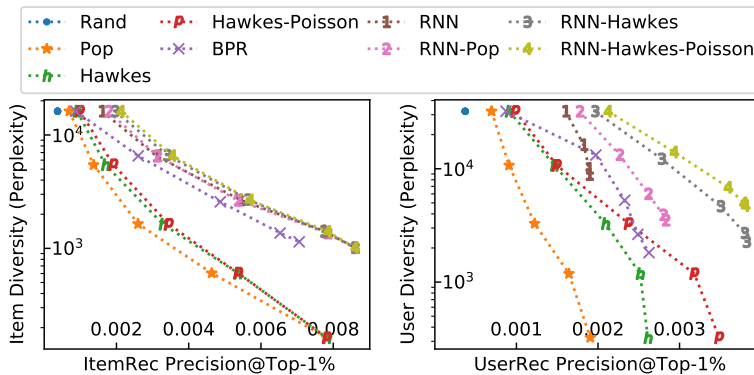 Rand Hawkes-Poisson RNN RNN-Hawkes
Pop BPR RNN-Pop RNN-Hawkes-Poisson
Hawkes
Item Diversity (Perplexity)
10^4
10^3
0.002 0.004 0.006 0.008
ItemRec Precision@Top-1%
User Diversity (Perplexity)
10^4
10^3
0.001 0.002 0.003
UserRec Precision@Top-1%